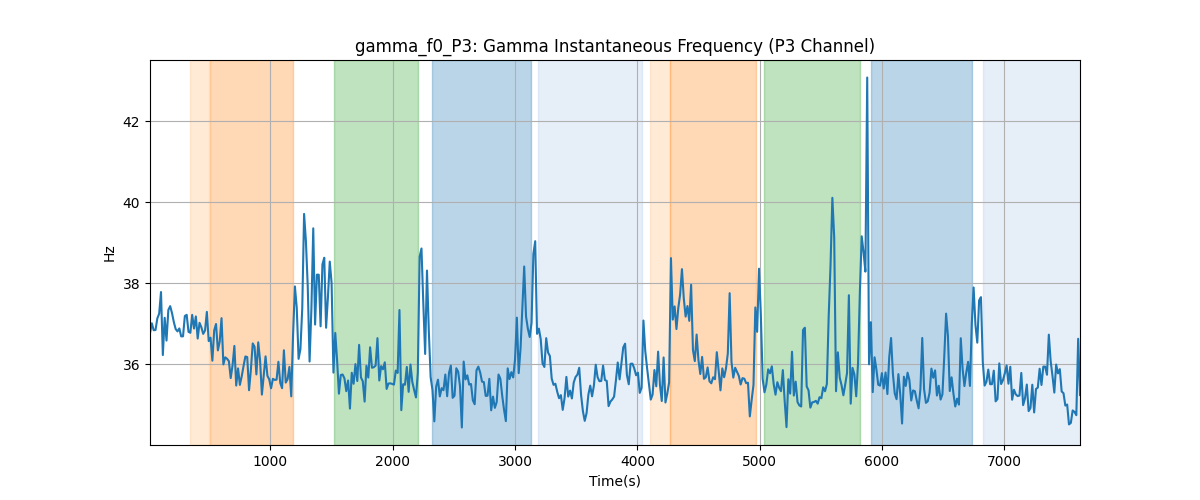 gamma_f0_P3: Gamma Instantaneous Frequency (P3 Channel)
Hz
42
40
38
36
1000 2000 3000 4000 5000 6000 7000
Time(s)